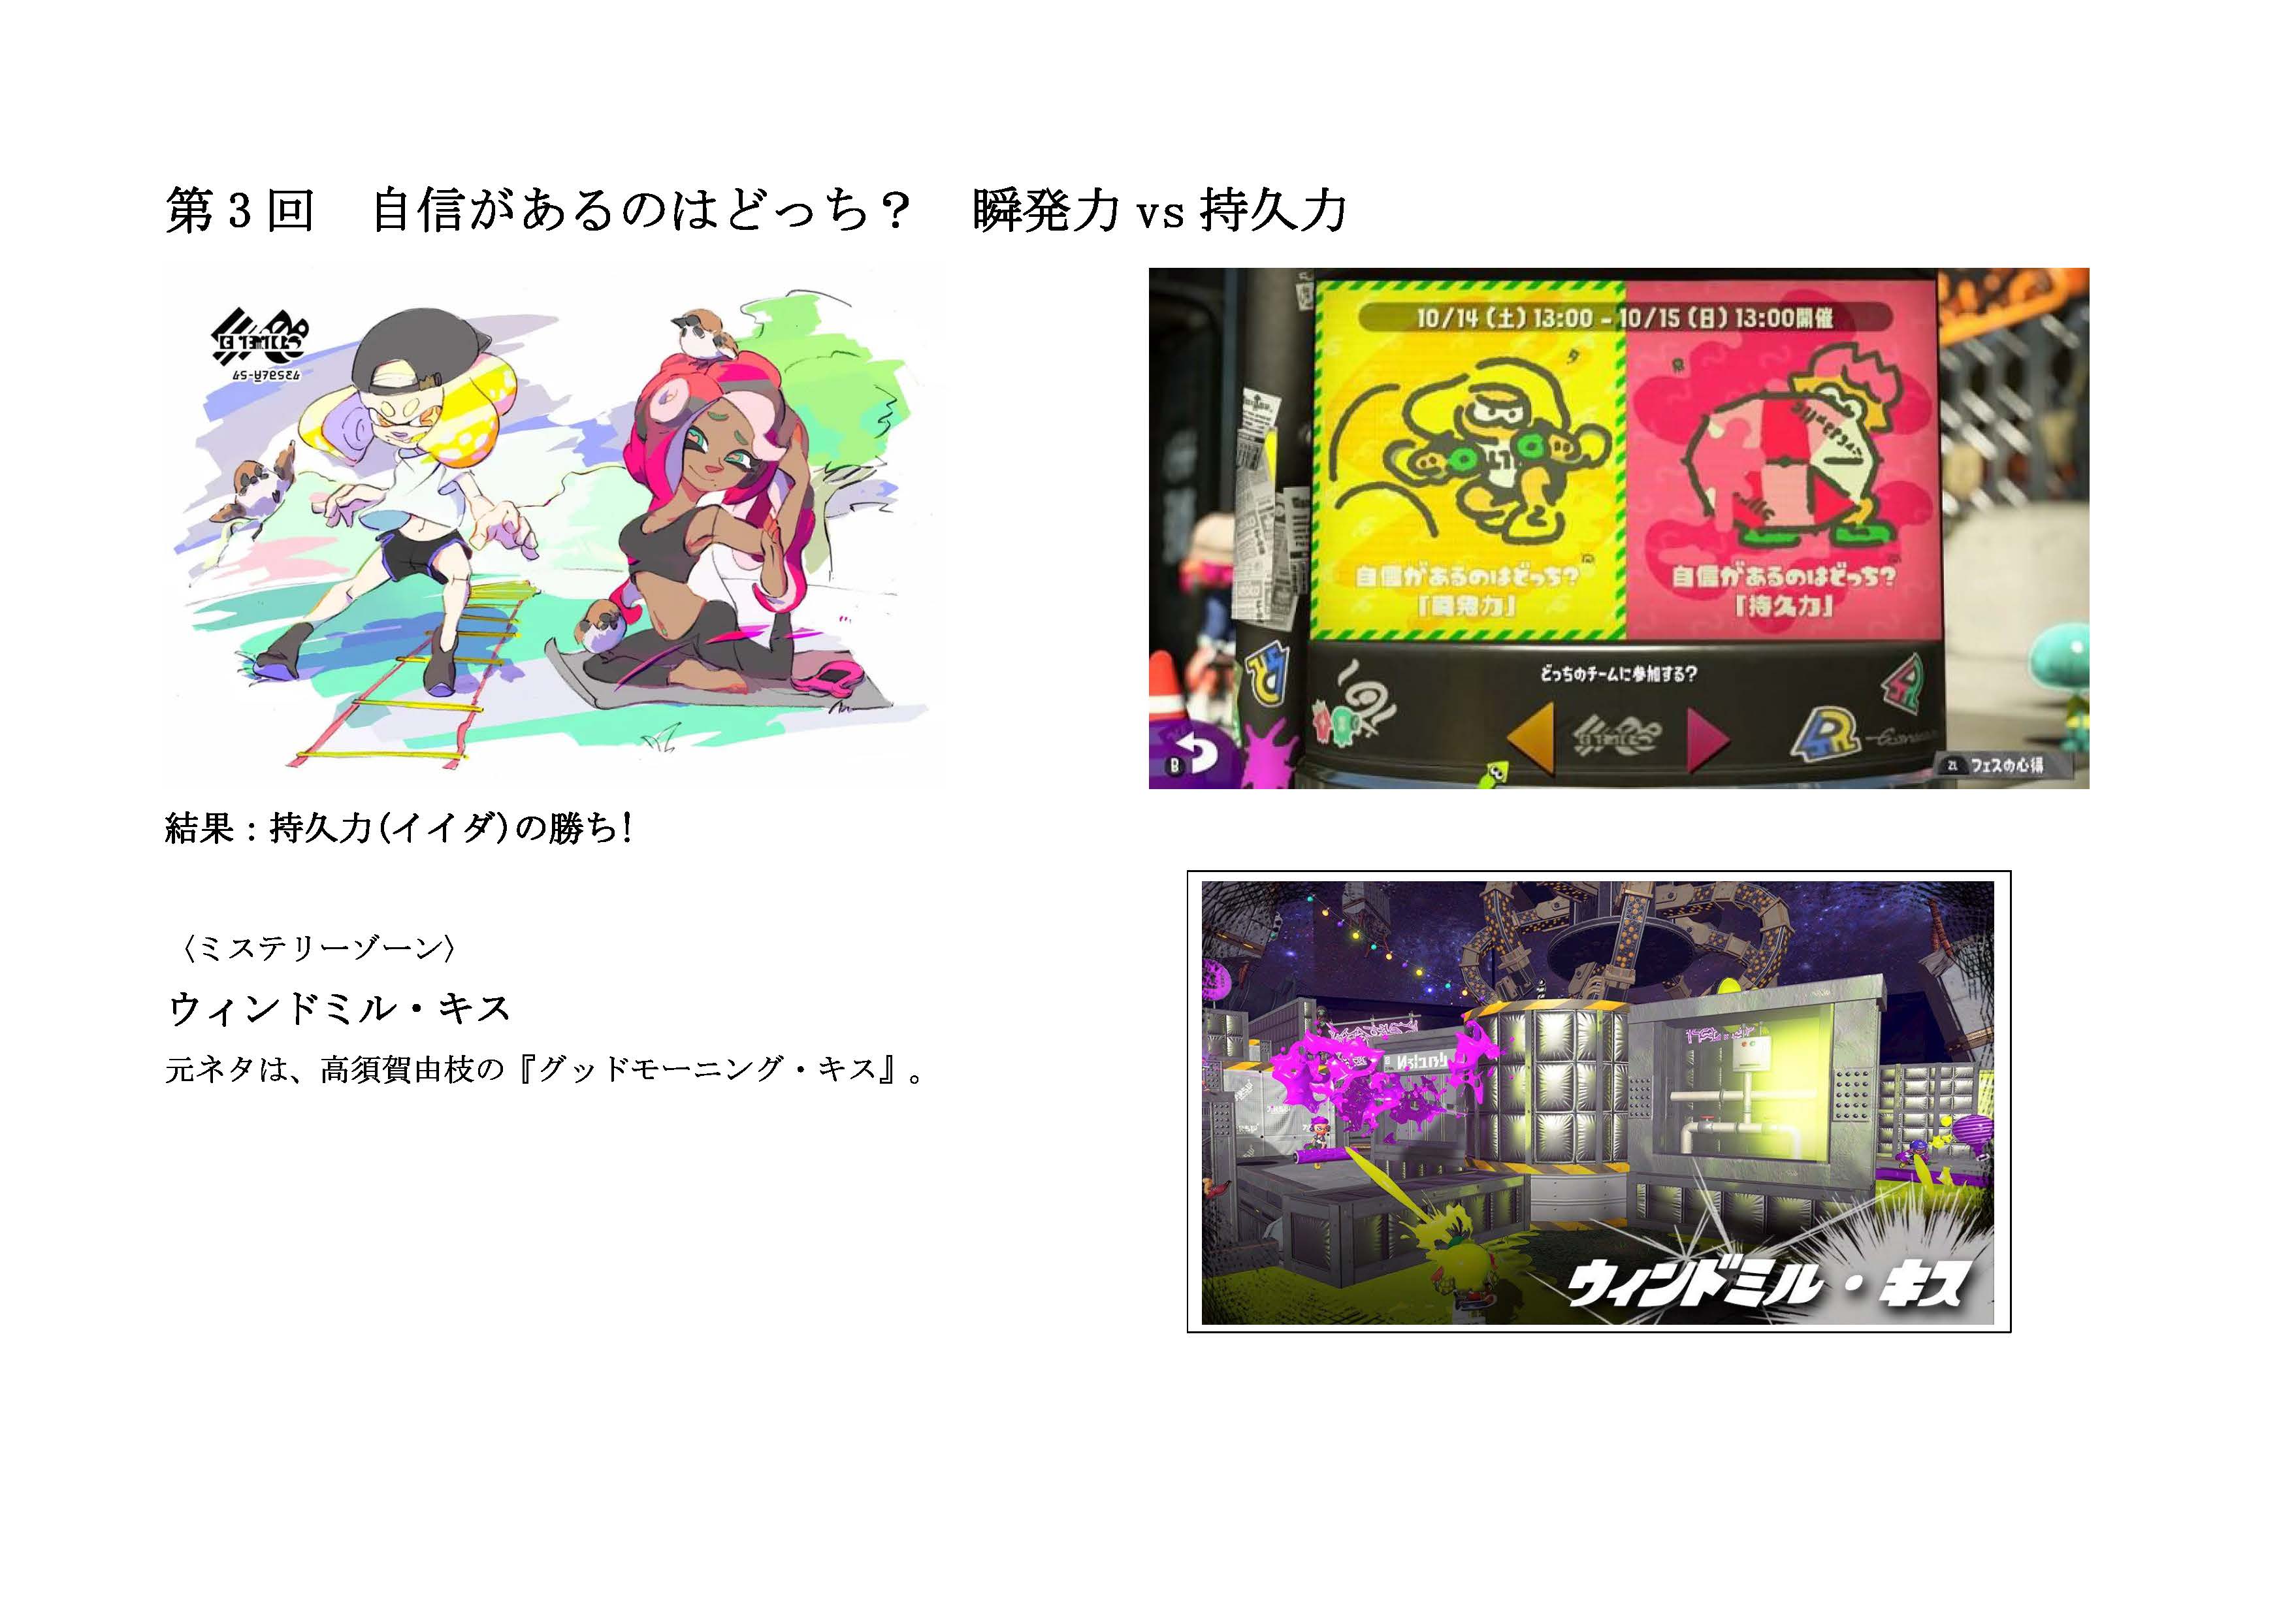 第3回　自信があるのはどっち？　瞬発力 vs 持久力
10/14（土）13:00 – 10/15（日）13:00開催
自信があるのはどっち？
『瞬発力』
自信があるのはどっち？
『持久力』
どっちのチームに参加する？
B
ZL フェスの心得
結果：持久力(イイダ)の勝ち！
〈ミステリーゾーン〉
ウィンドミル・キス
元ネタは、高須賀由枝の『グッドモーニング・キス』。
ウィンドミル・キス